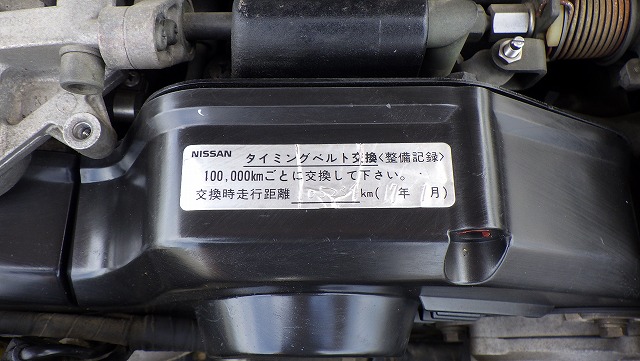 NISSAN タイミングベルト交換<整備記録>
100,000kmごとに交換して下さい。
交換時走行距離 km( 年 月)